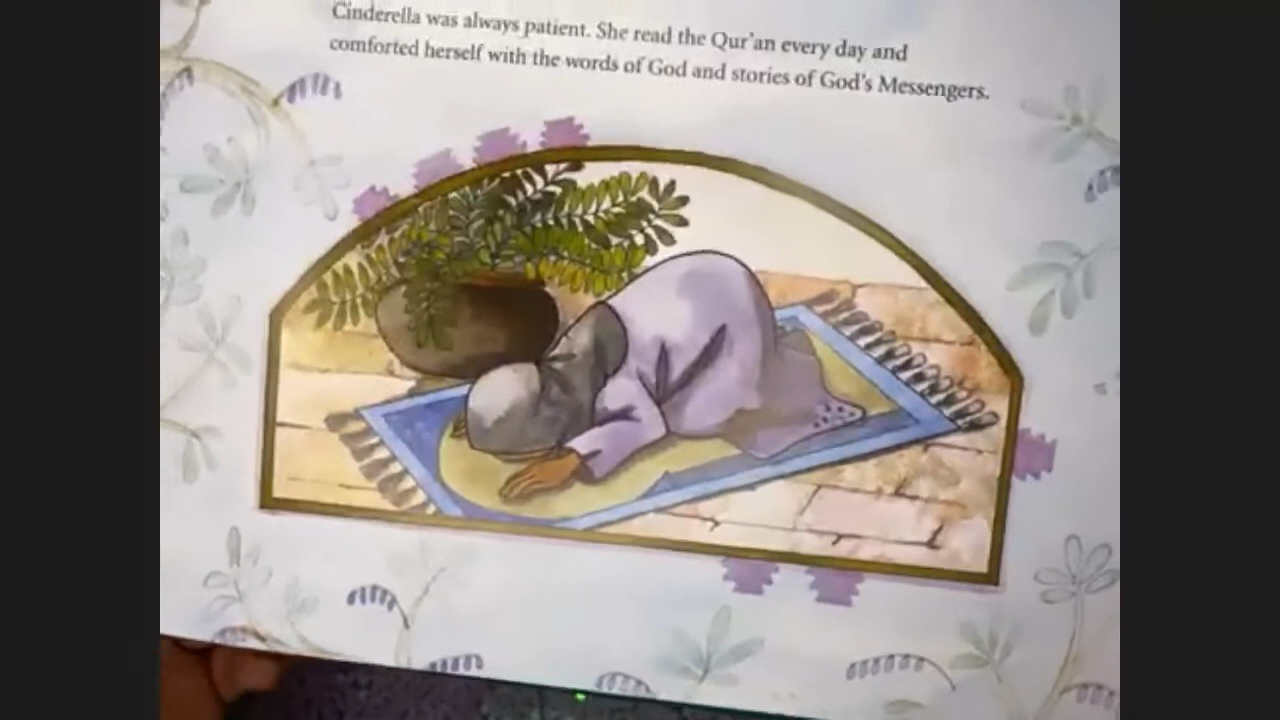 Cinderella was always patient. She read the Qur'an every day and
comforted herself with the words of God and stories of God's Messengers.